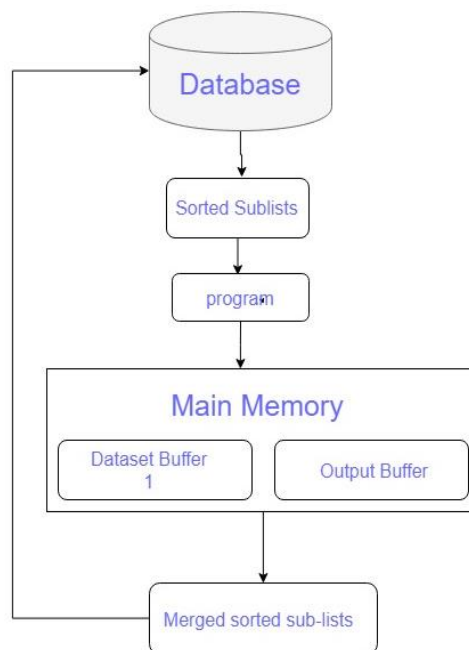 Database
Sorted Sublists
program
Main Memory
Dataset Buffer
1
Output Buffer
Merged sorted sub-lists